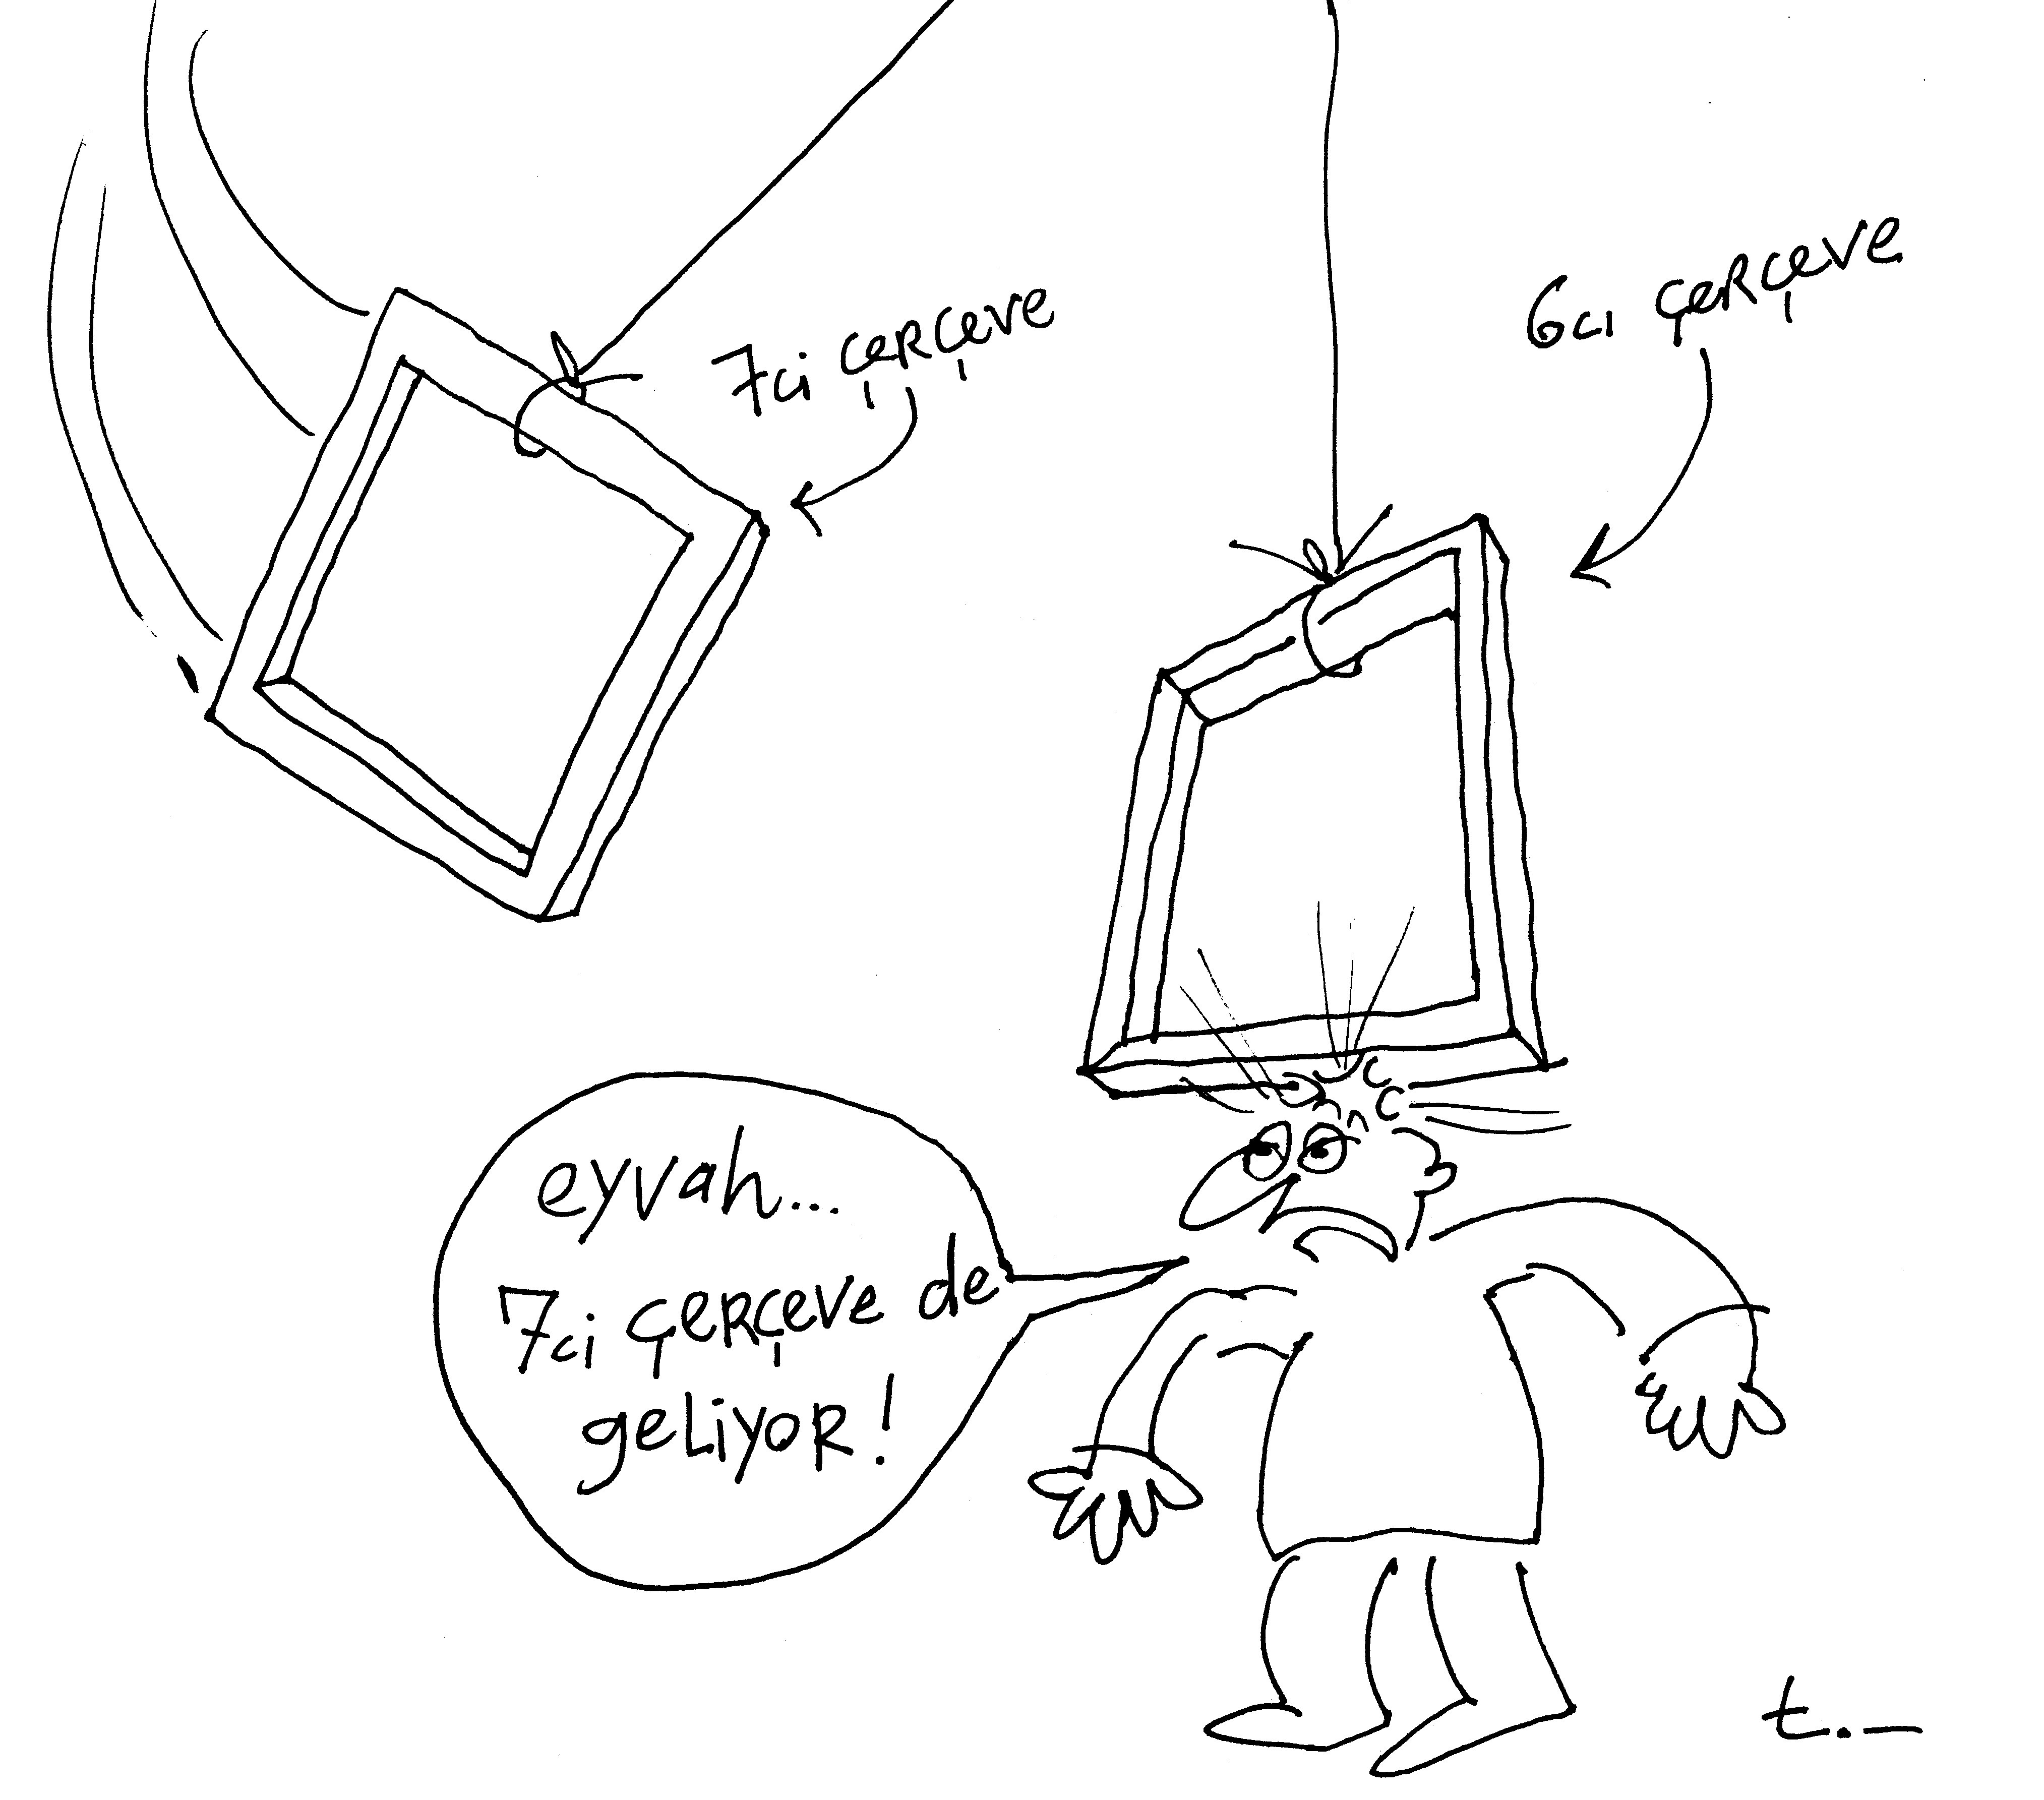 7ci çerçeve
6cı çerçeve
eyvah...
7ci çerçeve de
geliyor!
t..-